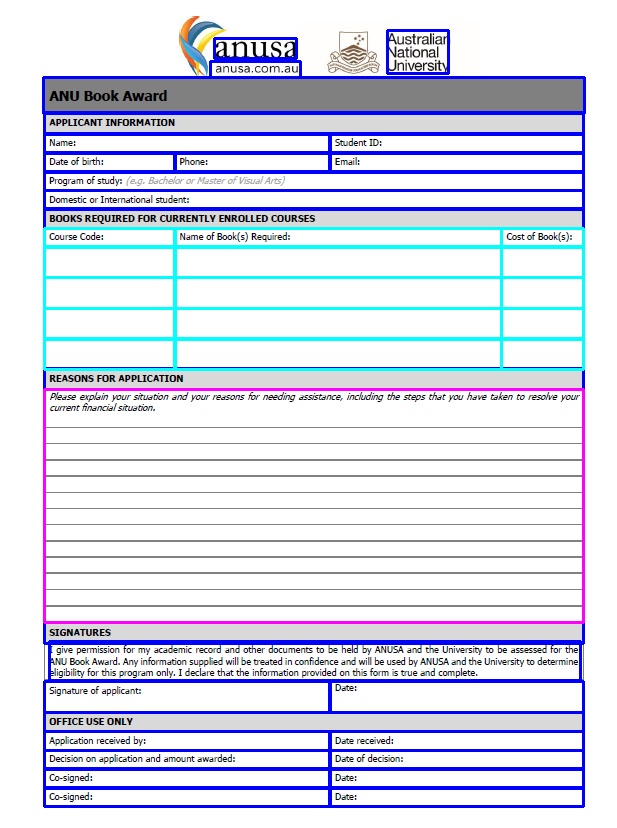 anusa
anusa.com.au
Australian
National
University
ANU Book Award
APPLICANT INFORMATION
Name: Student ID:
Date of birth: Phone: Email:
Program of study: (e.g. Bachelor or Master of Visual Arts)
Domestic or International student:
BOOKS REQUIRED FOR CURRENTLY ENROLLED COURSES
Course Code: Name of Book(s) Required: Cost of Book(s):
REASONS FOR APPLICATION
Please explain your situation and your reasons for needing assistance, including the steps that you have taken to resolve your
current financial situation.
SIGNATURES
I give permission for my academic record and other documents to be held by ANUSA and the University to be assessed for the
ANU Book Award. Any information supplied will be treated in confidence and will be used by ANUSA and the University to determine
eligibility for this program only. I declare that the information provided on this form is true and complete.
Signature of applicant: Date:
OFFICE USE ONLY
Application received by: Date received:
Decision on application and amount awarded: Date of decision:
Co-signed: Date:
Co-signed: Date: